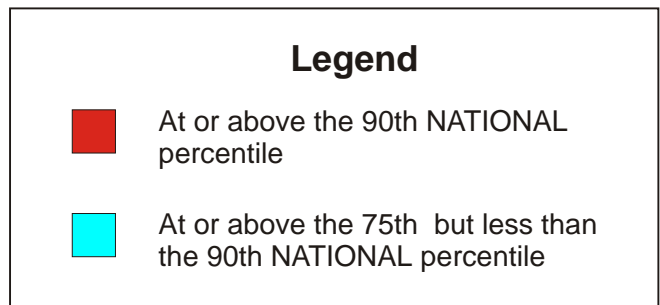 Legend
At or above the 90th NATIONAL
percentile
At or above the 75th  but less than
the 90th NATIONAL percentile